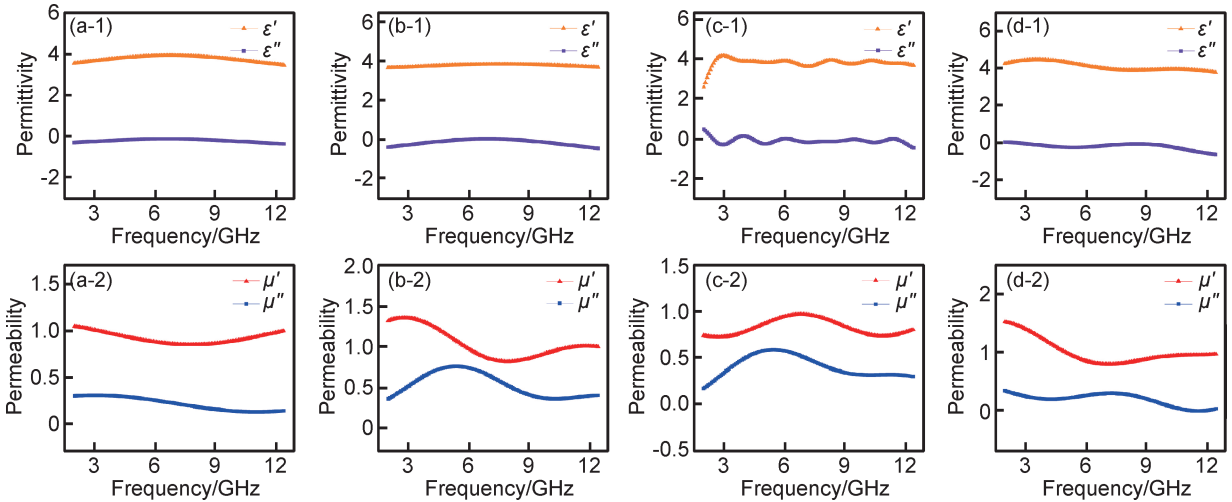 (a-1)
ε′
ε″
Permittivity
6
4
2
0
-2
3
6
9
12
Frequency/GHz
(b-1)
ε′
ε″
Permittivity
6
4
2
0
-2
3
6
9
12
Frequency/GHz
(c-1)
ε′
ε″
Permittivity
6
4
2
0
-2
3
6
9
12
Frequency/GHz
(d-1)
ε′
ε″
Permittivity
6
4
2
0
-2
3
6
9
12
Frequency/GHz
(a-2)
μ′
μ″
Permeability
1.5
1.0
0.5
0
3
6
9
12
Frequency/GHz
(b-2)
μ′
μ″
Permeability
2.0
1.5
1.0
0.5
0
3
6
9
12
Frequency/GHz
(c-2)
μ′
μ″
Permeability
1.5
1.0
0.5
0.0
-0.5
3
6
9
12
Frequency/GHz
(d-2)
μ′
μ″
Permeability
2
1
0
3
6
9
12
Frequency/GHz